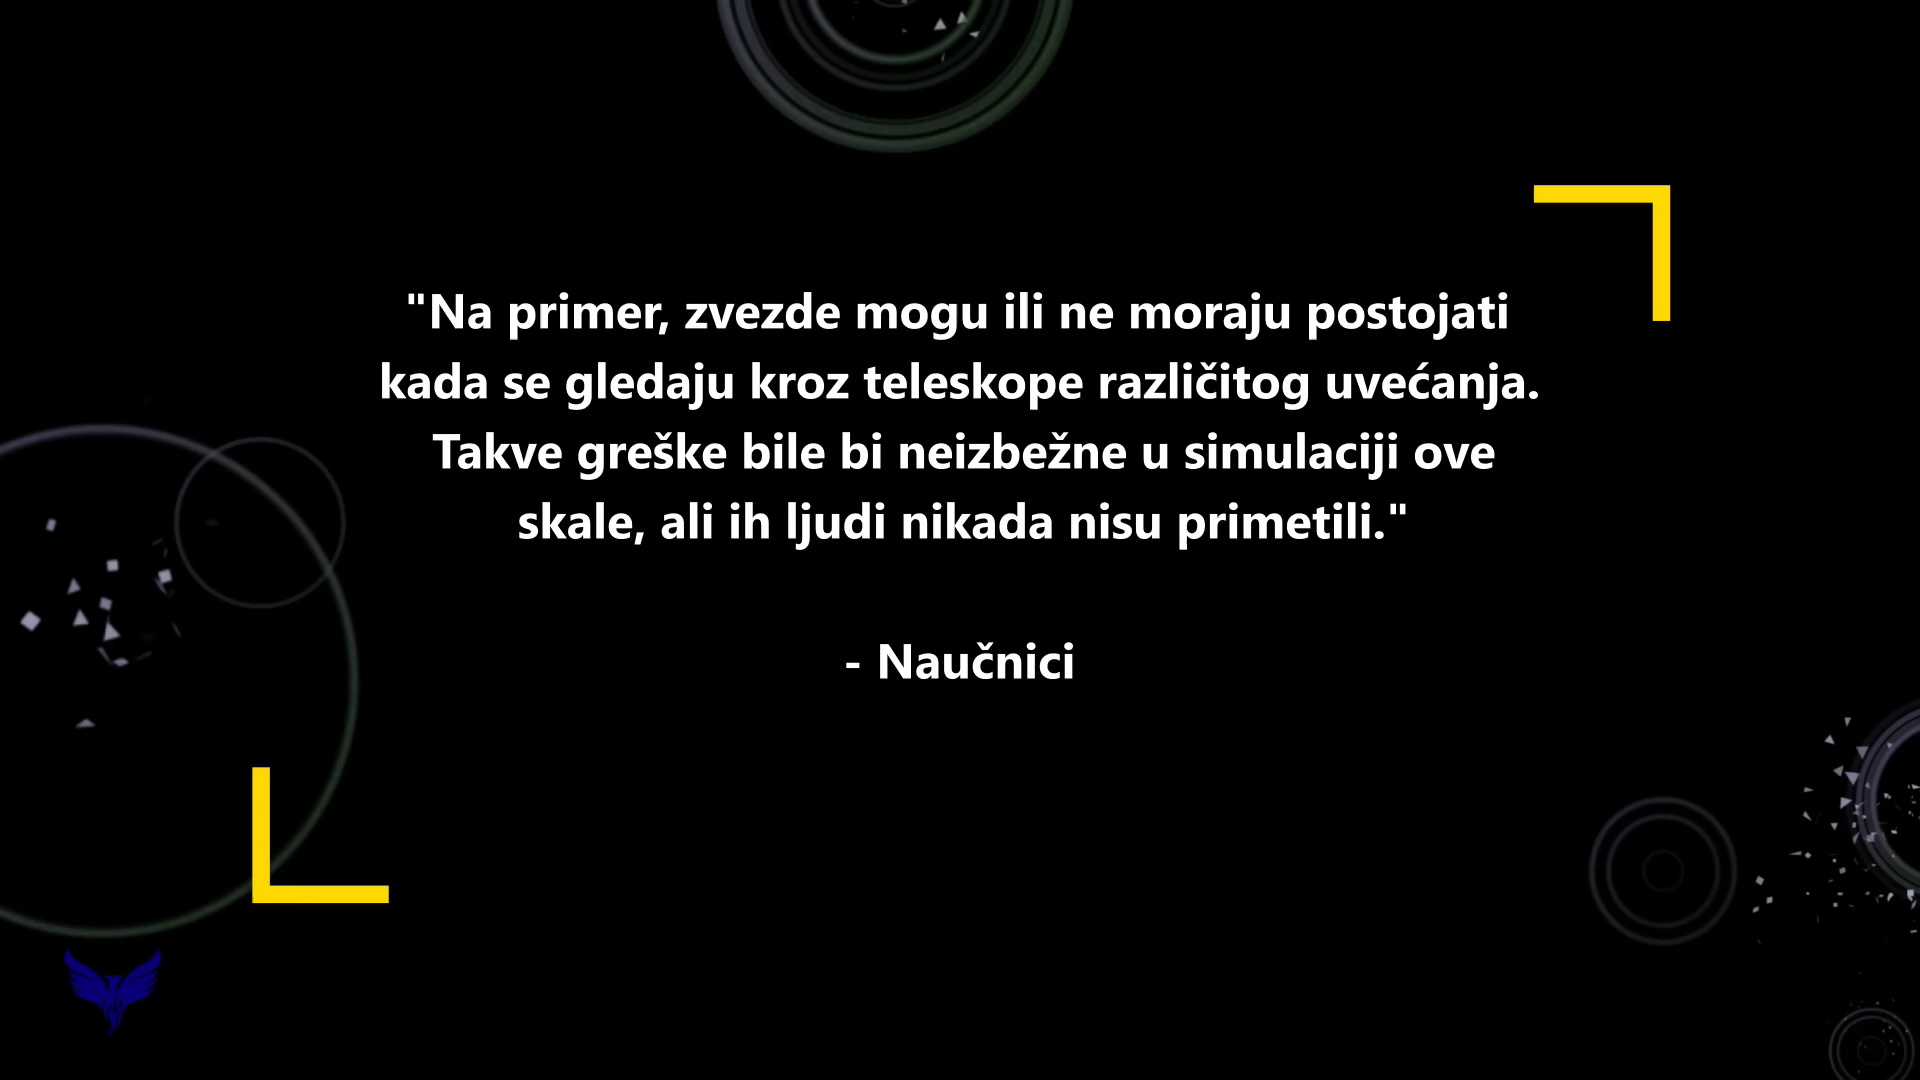 "Na primer, zvezde mogu ili ne moraju postojati
kada se gledaju kroz teleskope različitog uvećanja.
Takve greške bile bi neizbežne u simulaciji ove
skale, ali ih ljudi nikada nisu primetili."
- Naučnici